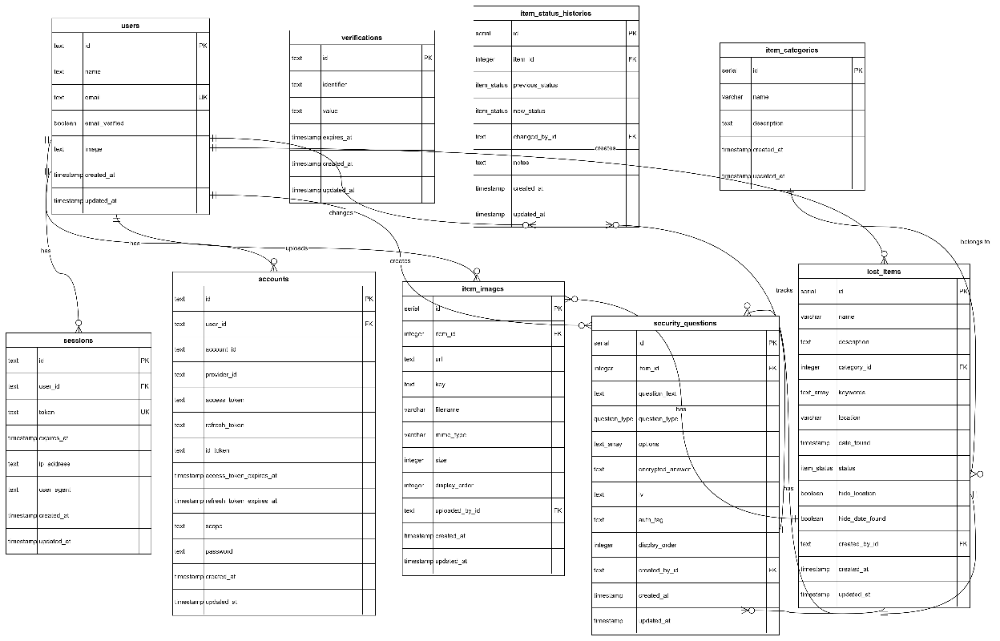 users
text id PK
text name
text email UK
boolean email_verified
text image
timestamp created_at
timestamp updated_at
verifications
text id PK
text identifier
text value
timestamp expires_at
timestamp created_at
timestamp updated_at
item_status_histories
serial id PK
integer item_id FK
item_status previous_status
item_status new_status
text changed_by_id FK
text notes
timestamp created_at
timestamp updated_at
item_categories
serial id PK
varchar name
text description
timestamp created_at
timestamp updated_at
creates
changes
belongs to
has
has
uploads
creates
tracks
has
has
accounts
text id PK
text user_id FK
text account_id
text provider_id
text access_token
text refresh_token
text id_token
timestamp access_token_expires_at
timestamp refresh_token_expires_at
text scope
text password
timestamp created_at
timestamp updated_at
item_images
serial id PK
integer item_id FK
text url
text key
varchar filename
varchar mime_type
integer size
integer display_order
text uploaded_by_id FK
timestamp created_at
timestamp updated_at
lost_items
serial id PK
varchar name
text description
integer category_id FK
text_array keywords
varchar location
timestamp date_found
item_status status
boolean hide_location
boolean hide_date_found
text created_by_id FK
timestamp created_at
timestamp updated_at
security_questions
serial id PK
integer item_id FK
text question_text
question_type question_type
text_array options
text encrypted_answer
text iv
text auth_tag
integer display_order
text created_by_id FK
timestamp created_at
timestamp updated_at
sessions
text id PK
text user_id FK
text token UK
timestamp expires_at
text ip_address
text user_agent
timestamp created_at
timestamp updated_at